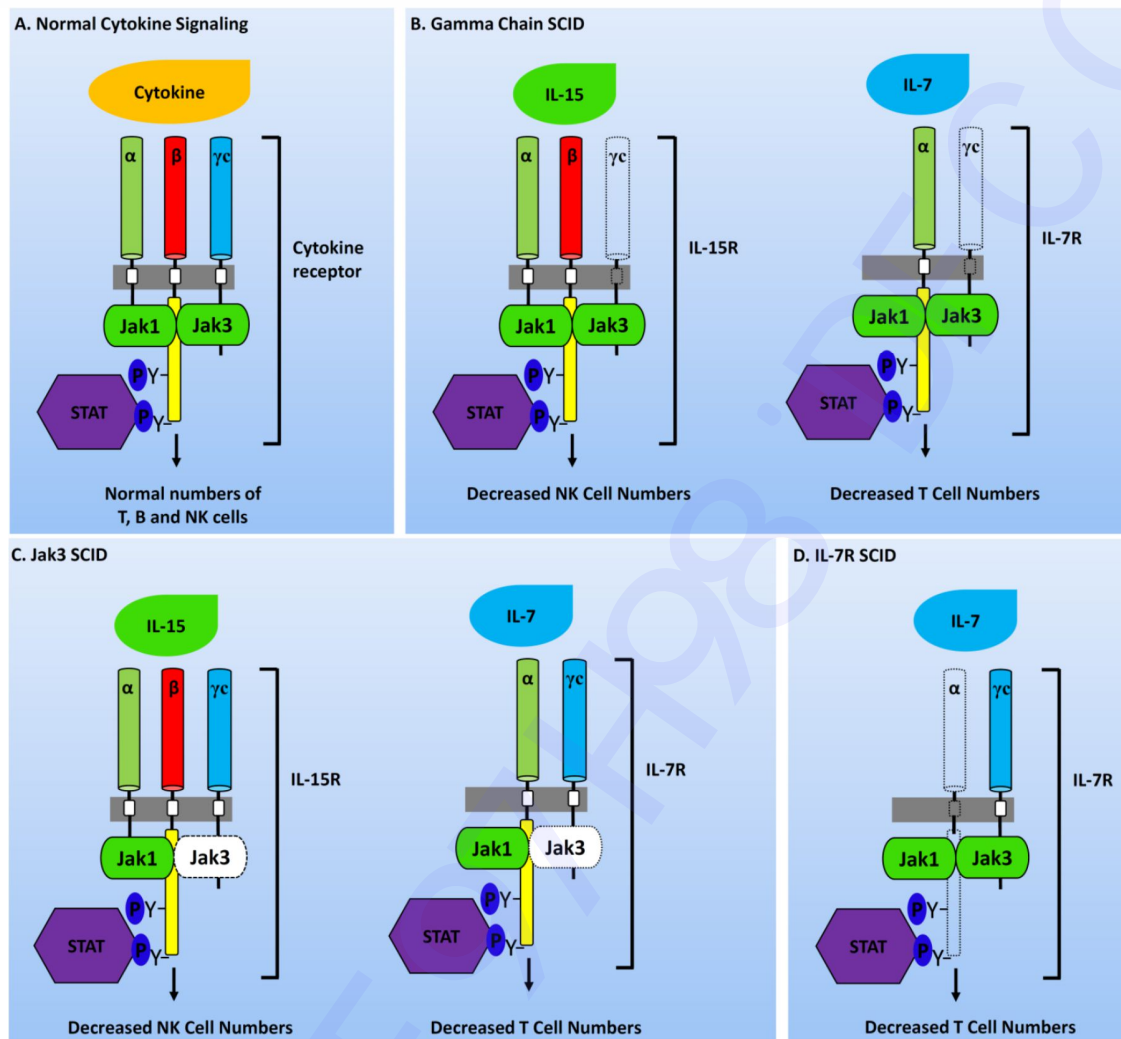 A. Normal Cytokine Signaling
Cytokine
α
β
γc
Cytokine
receptor
Jak1
Jak3
P
Y
P
Y
STAT
Normal numbers of
T, B and NK cells
B. Gamma Chain SCID
IL-15
α
β
γc
IL-15R
Jak1
Jak3
P
Y
P
Y
STAT
Decreased NK Cell Numbers
IL-7
α
γc
IL-7R
Jak1
Jak3
P
Y
P
Y
STAT
Decreased T Cell Numbers
C. Jak3 SCID
IL-15
α
β
γc
IL-15R
Jak1
Jak3
P
Y
P
Y
STAT
Decreased NK Cell Numbers
IL-7
α
γc
IL-7R
Jak1
Jak3
P
Y
P
Y
STAT
Decreased T Cell Numbers
D. IL-7R SCID
IL-7
α
γc
IL-7R
Jak1
Jak3
P
Y
P
Y
STAT
Decreased T Cell Numbers